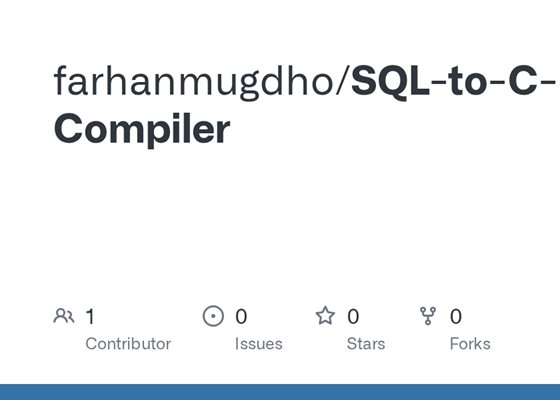 farhanmugdho/SQL-to-C-
Compiler
1
Contributor
0
Issues
0
Stars
0
Forks